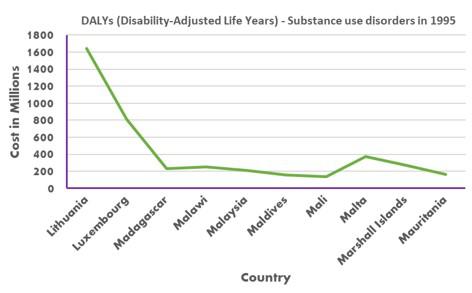 DALYs (Disability-Adjusted Life Years) - Substance use disorders in 1995
1800
1600
1400
1200
1000
800
600
400
200
0
Cost in Millions
Lithuania
Luxembourg
Madagascar
Malawi
Malaysia
Maldives
Mali
Malta
Marshall Islands
Mauritania
Country